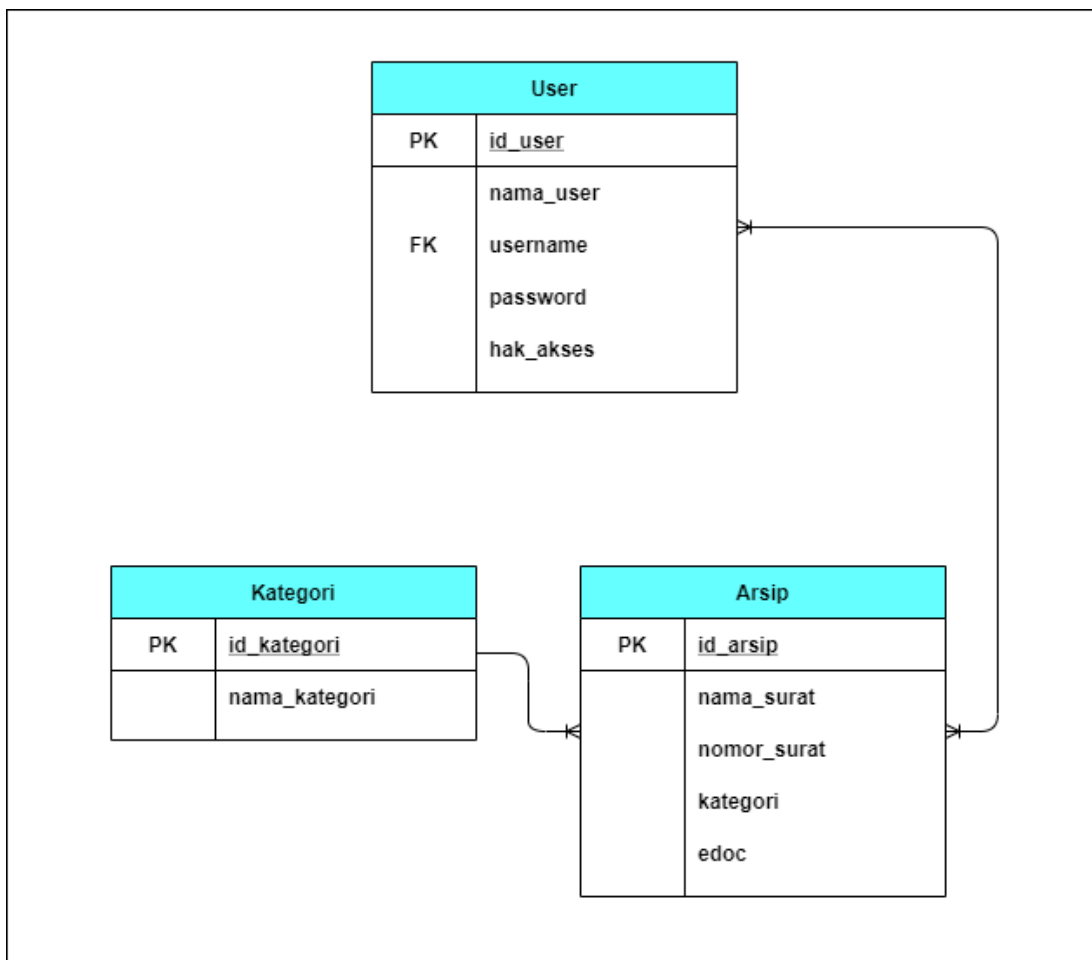 User
PK id_user
nama_user
FK username
password
hak_akses
Kategori
PK id_kategori
nama_kategori
Arsip
PK id_arsip
nama_surat
nomor_surat
kategori
edoc